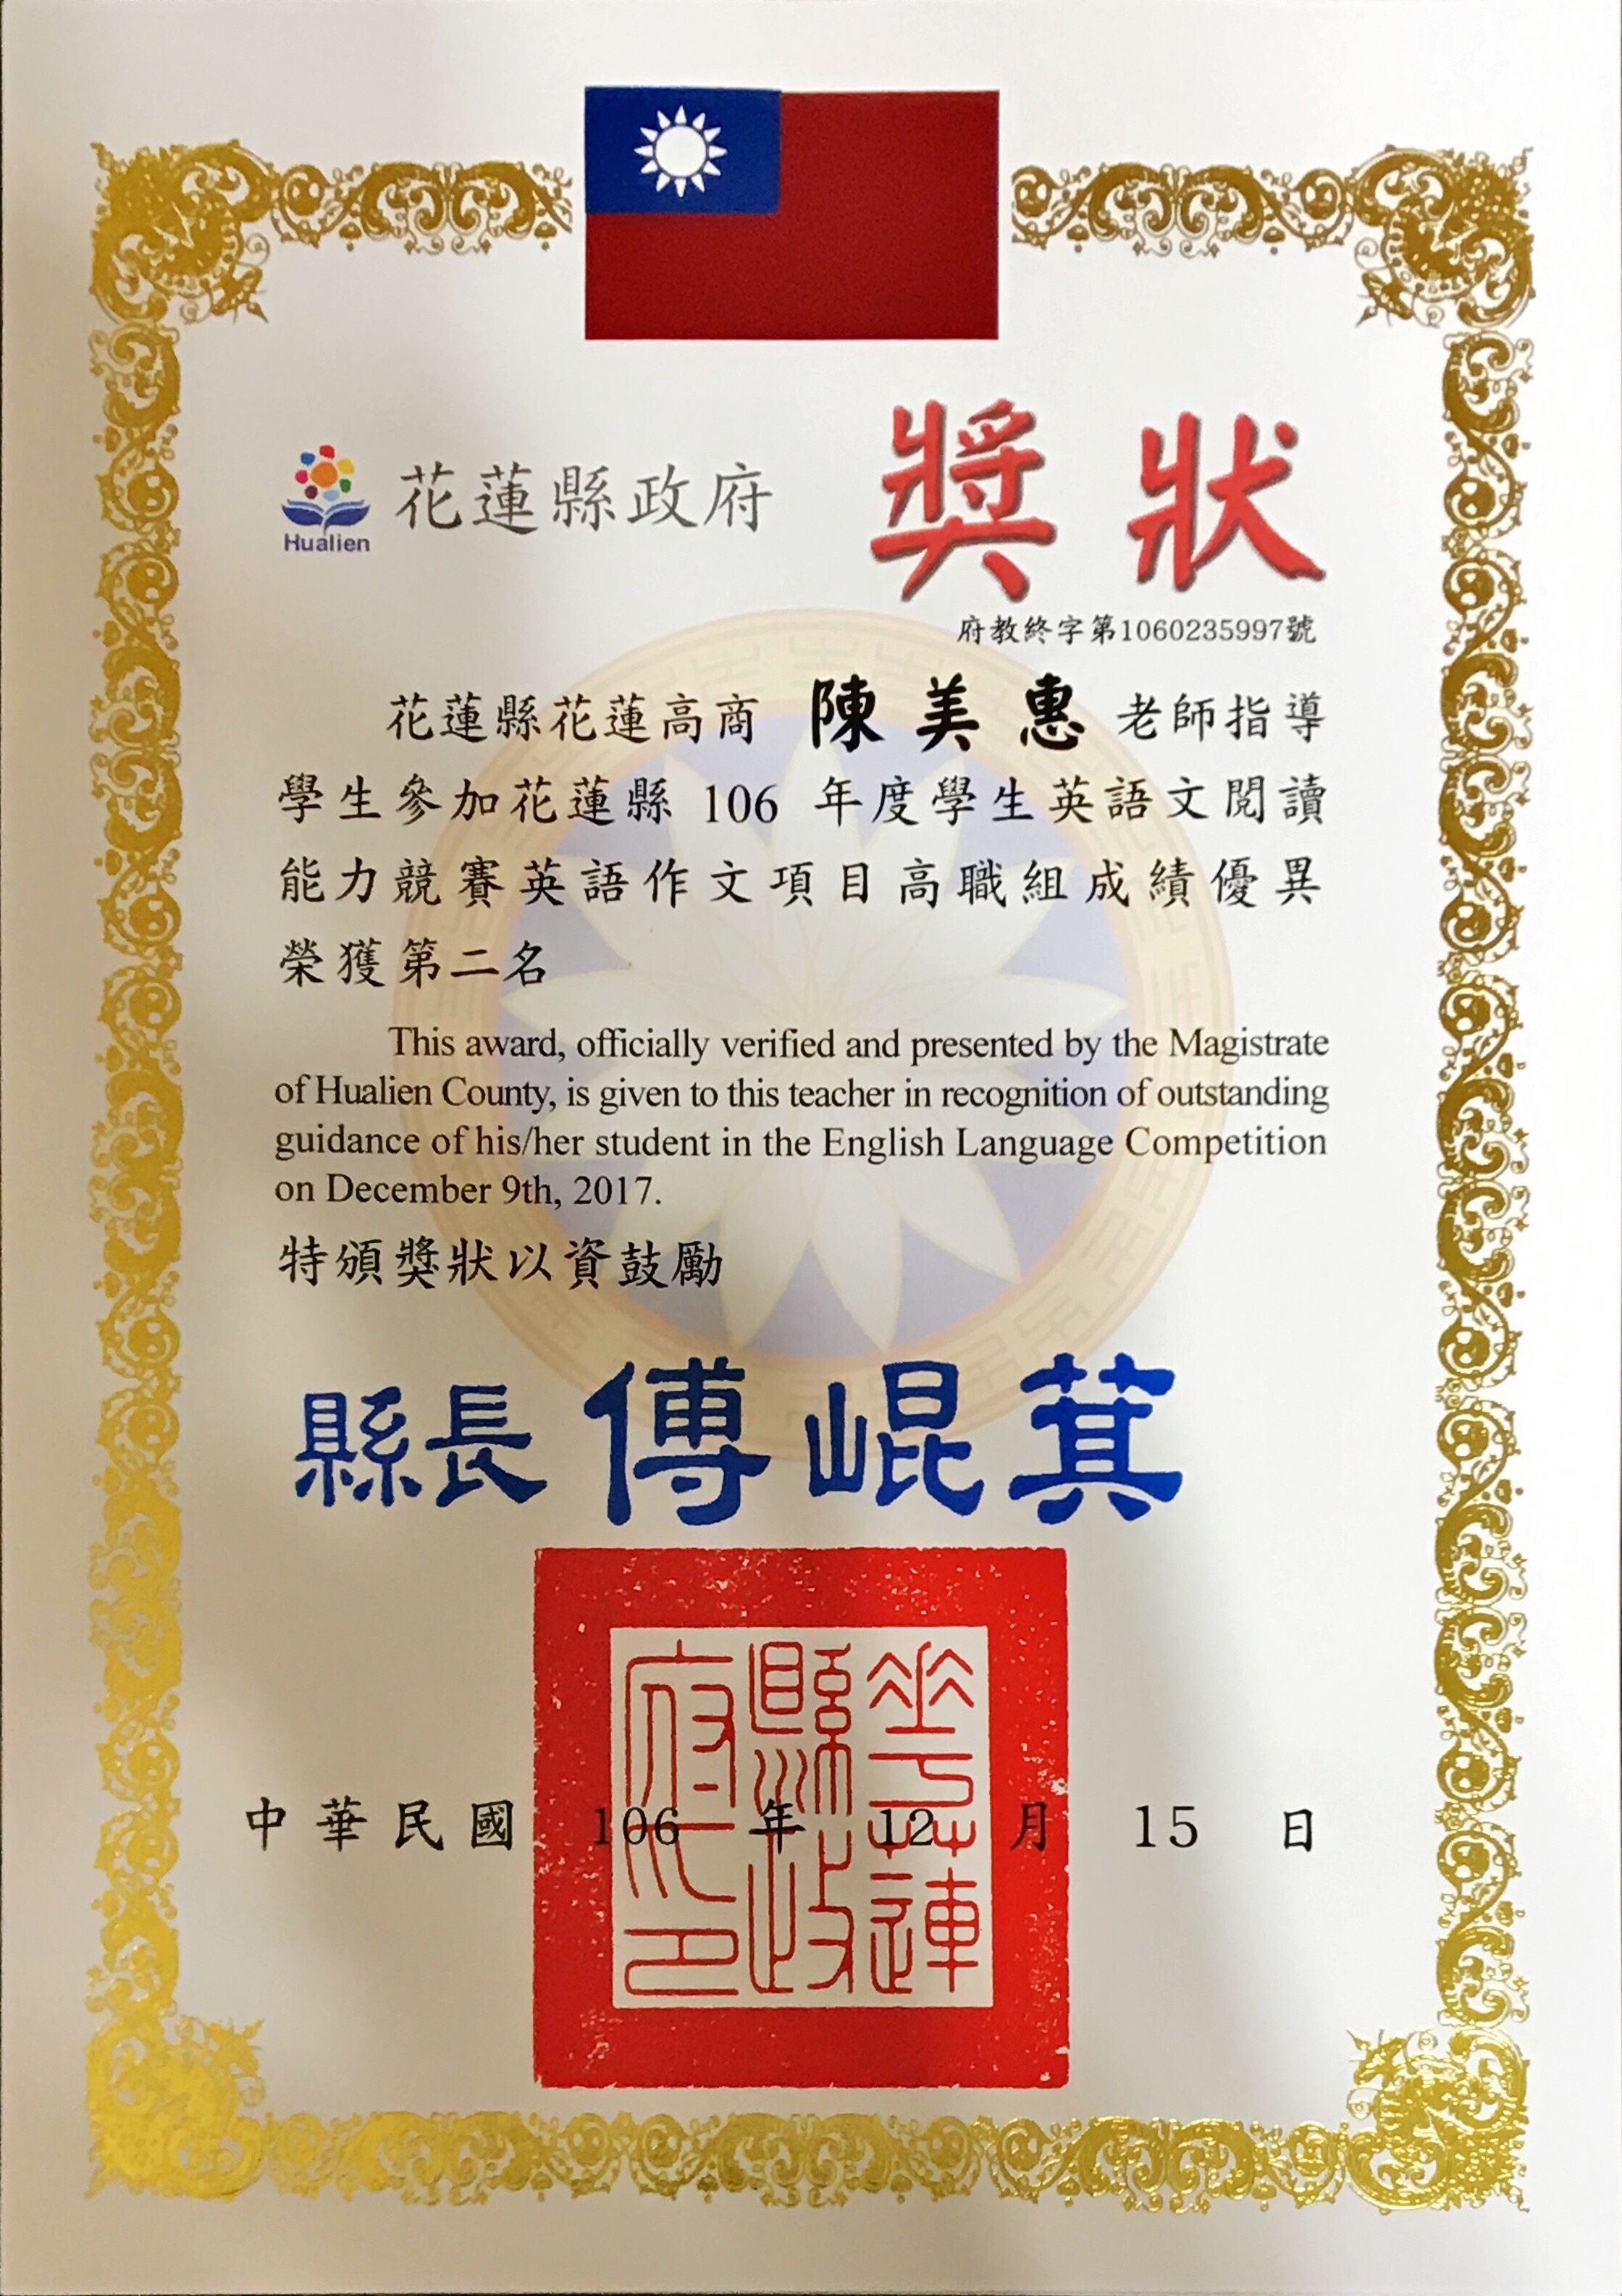 Hualien
花蓮縣政府
獎狀
府教終字第1060235997號
花蓮縣花蓮高商 陳美惠 老師指導
學生參加花蓮縣 106 年度學生英語文閱讀
能力競賽英語作文項目高職組成績優異
榮獲第二名
This award, officially verified and presented by the Magistrate
of Hualien County, is given to this teacher in recognition of outstanding
guidance of his/her student in the English Language Competition
on December 9th, 2017.
特頒獎狀以資鼓勵
縣長 傅崐萁
中華民國 106 年 12 月 15 日
花蓮
縣政
府印